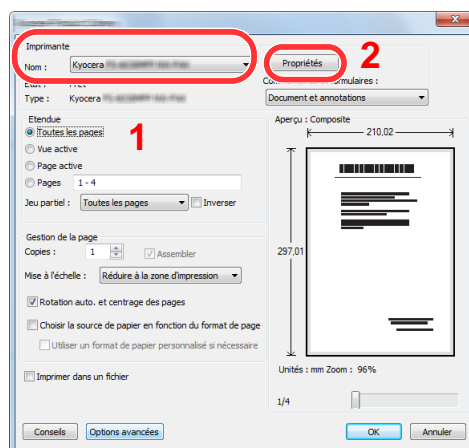 Imprimante
Nom : Kyocera
Propriétés
2
État : Prêt
Commentaires et formulaires :
Type : Kyocera
Document et annotations
Etendue
Toutes les pages
1
Vue active
Page active
Pages 1 - 4
Jeu partiel : Toutes les pages Inverser
Aperçu : Composite
210,02
297,01
Gestion de la page
Copies : 1 Assembler
Mise à l'échelle : Réduire à la zone d'impression
Rotation auto. et centrage des pages
Choisir la source de papier en fonction du format de page
Utiliser un format de papier personnalisé si nécessaire
Imprimer dans un fichier
Unités : mm Zoom : 96%
1/4
Conseils Options avancées OK Annuler